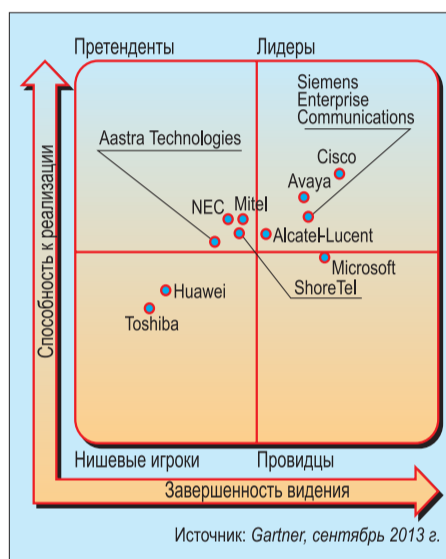 Претенденты
Лидеры
Siemens
Enterprise
Communications
Aastra Technologies
Cisco
Avaya
NEC
Mitel
Alcatel-Lucent
Microsoft
ShoreTel
Huawei
Toshiba
Способность к реализации
Нишевые игроки
Провидцы
Завершенность видения
Источник: Gartner, сентябрь 2013 г.